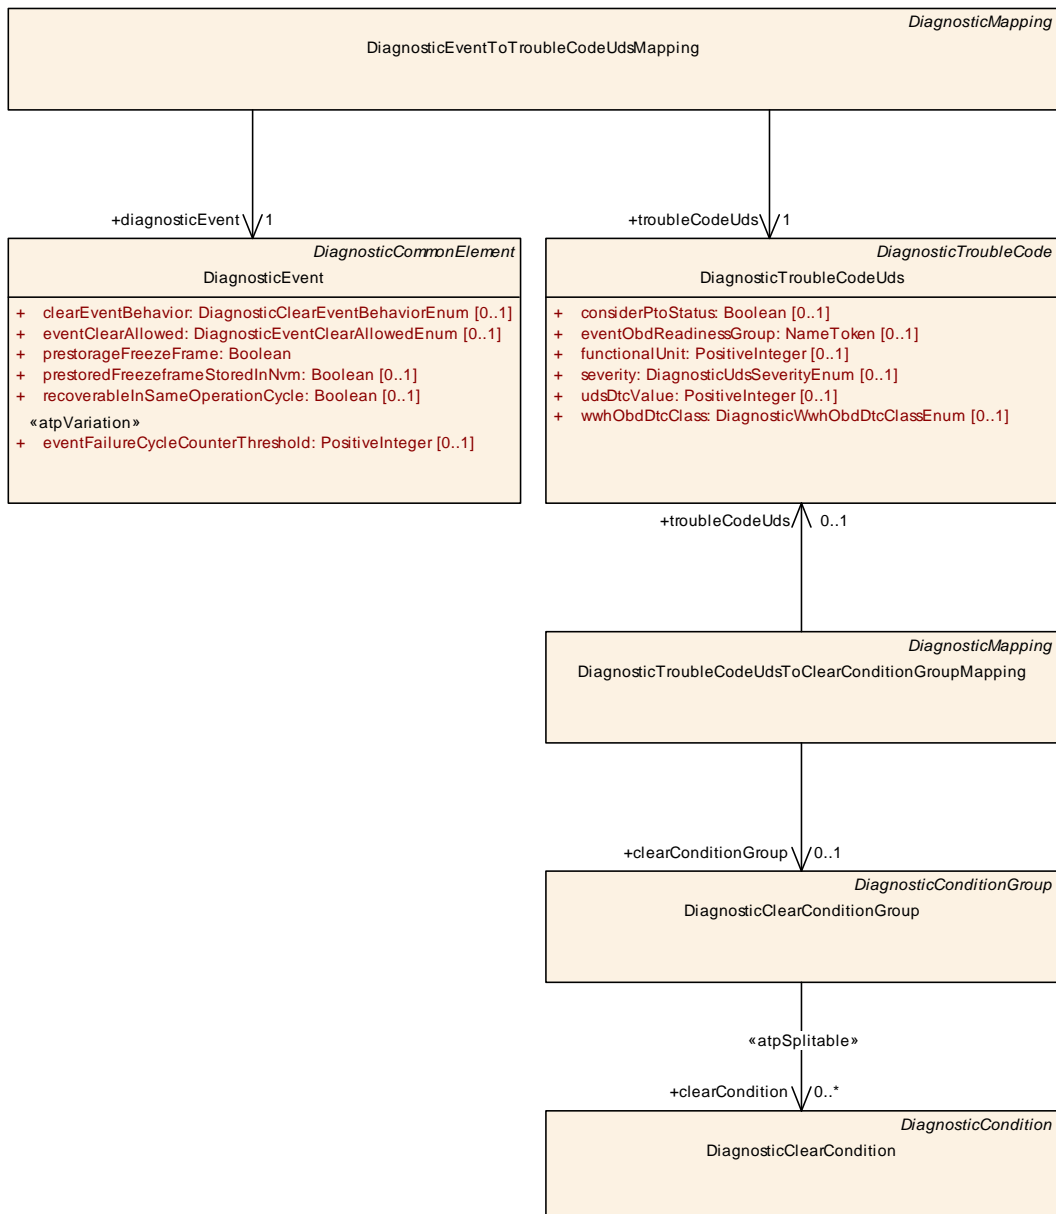 DiagnosticMapping
DiagnosticEventToTroubleCodeUdsMapping
+diagnosticEvent 1
+troubleCodeUds 1
DiagnosticCommonElement
DiagnosticEvent
+ clearEventBehavior: DiagnosticClearEventBehaviorEnum [0..1]
+ eventClearAllowed: DiagnosticEventClearAllowedEnum [0..1]
+ prestorageFreezeFrame: Boolean
+ prestoredFreezeframeStoredInNvm: Boolean [0..1]
+ recoverableInSameOperationCycle: Boolean [0..1]
«atpVariation»
+ eventFailureCycleCounterThreshold: PositiveInteger [0..1]
DiagnosticTroubleCode
DiagnosticTroubleCodeUds
+ considerPtoStatus: Boolean [0..1]
+ eventObdReadinessGroup: NameToken [0..1]
+ functionalUnit: PositiveInteger [0..1]
+ severity: DiagnosticUdsSeverityEnum [0..1]
+ udsDtcValue: PositiveInteger [0..1]
+ wwhObdDtcClass: DiagnosticWwhObdDtcClassEnum [0..1]
+troubleCodeUds 0..1
DiagnosticMapping
DiagnosticTroubleCodeUdsToClearConditionGroupMapping
+clearConditionGroup 0..1
DiagnosticConditionGroup
DiagnosticClearConditionGroup
«atpSplitable»
+clearCondition 0..*
DiagnosticCondition
DiagnosticClearCondition